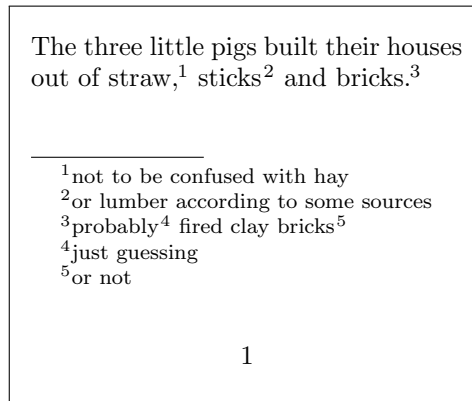 The three little pigs built their houses
out of straw,¹ sticks² and bricks.³
¹not to be confused with hay
²or lumber according to some sources
³probably⁴ fired clay bricks⁵
⁴just guessing
⁵or not
1